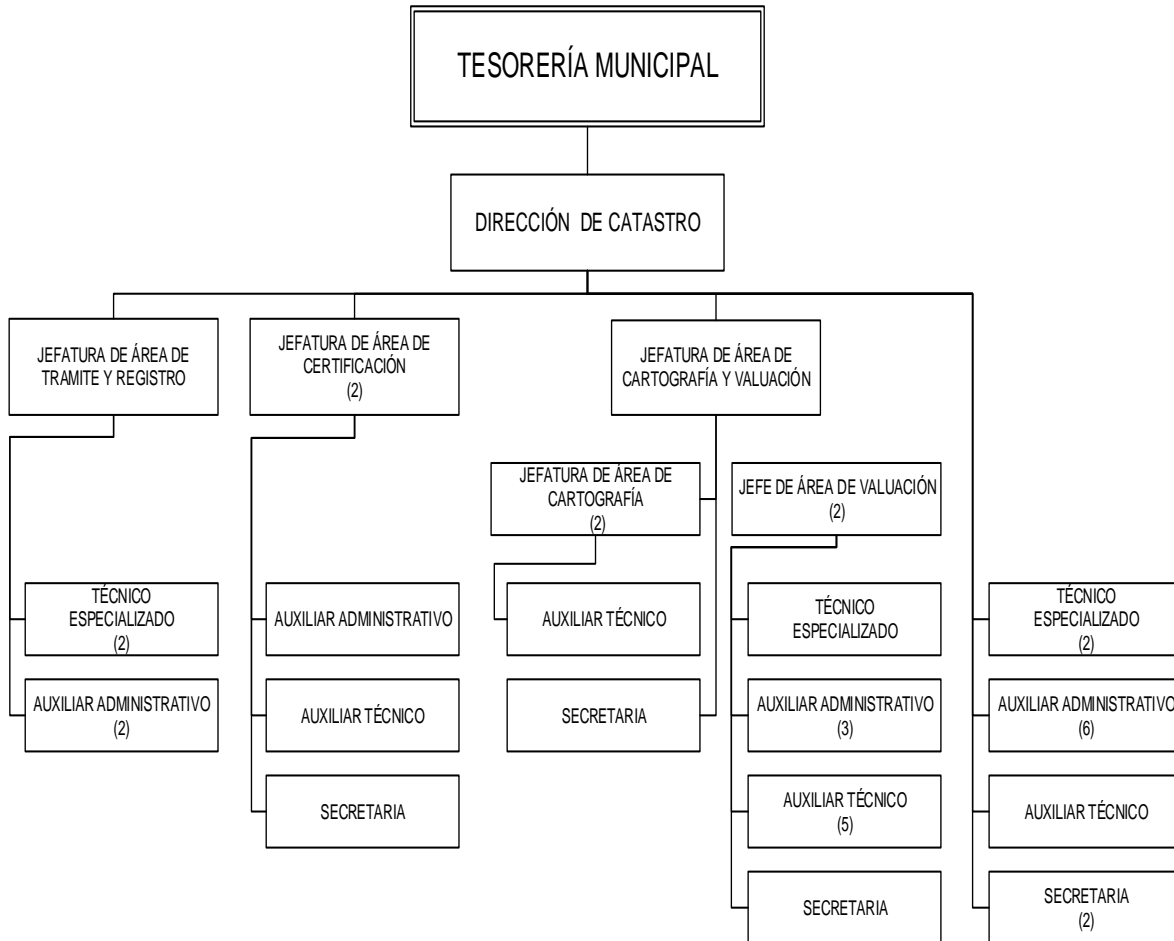 TESORERÍA MUNICIPAL
DIRECCIÓN DE CATASTRO
JEFATURA DE ÁREA DE
TRAMITE Y REGISTRO
JEFATURA DE ÁREA DE
CERTIFICACIÓN
(2)
JEFATURA DE ÁREA DE
CARTOGRAFÍA Y VALUACIÓN
JEFATURA DE ÁREA DE
CARTOGRAFÍA
(2)
JEFE DE ÁREA DE VALUACIÓN
(2)
TÉCNICO
ESPECIALIZADO
(2)
AUXILIAR ADMINISTRATIVO
(2)
AUXILIAR ADMINISTRATIVO
AUXILIAR TÉCNICO
SECRETARIA
AUXILIAR TÉCNICO
SECRETARIA
TÉCNICO
ESPECIALIZADO
AUXILIAR ADMINISTRATIVO
(3)
AUXILIAR TÉCNICO
(5)
SECRETARIA
TÉCNICO
ESPECIALIZADO
(2)
AUXILIAR ADMINISTRATIVO
(6)
AUXILIAR TÉCNICO
SECRETARIA
(2)